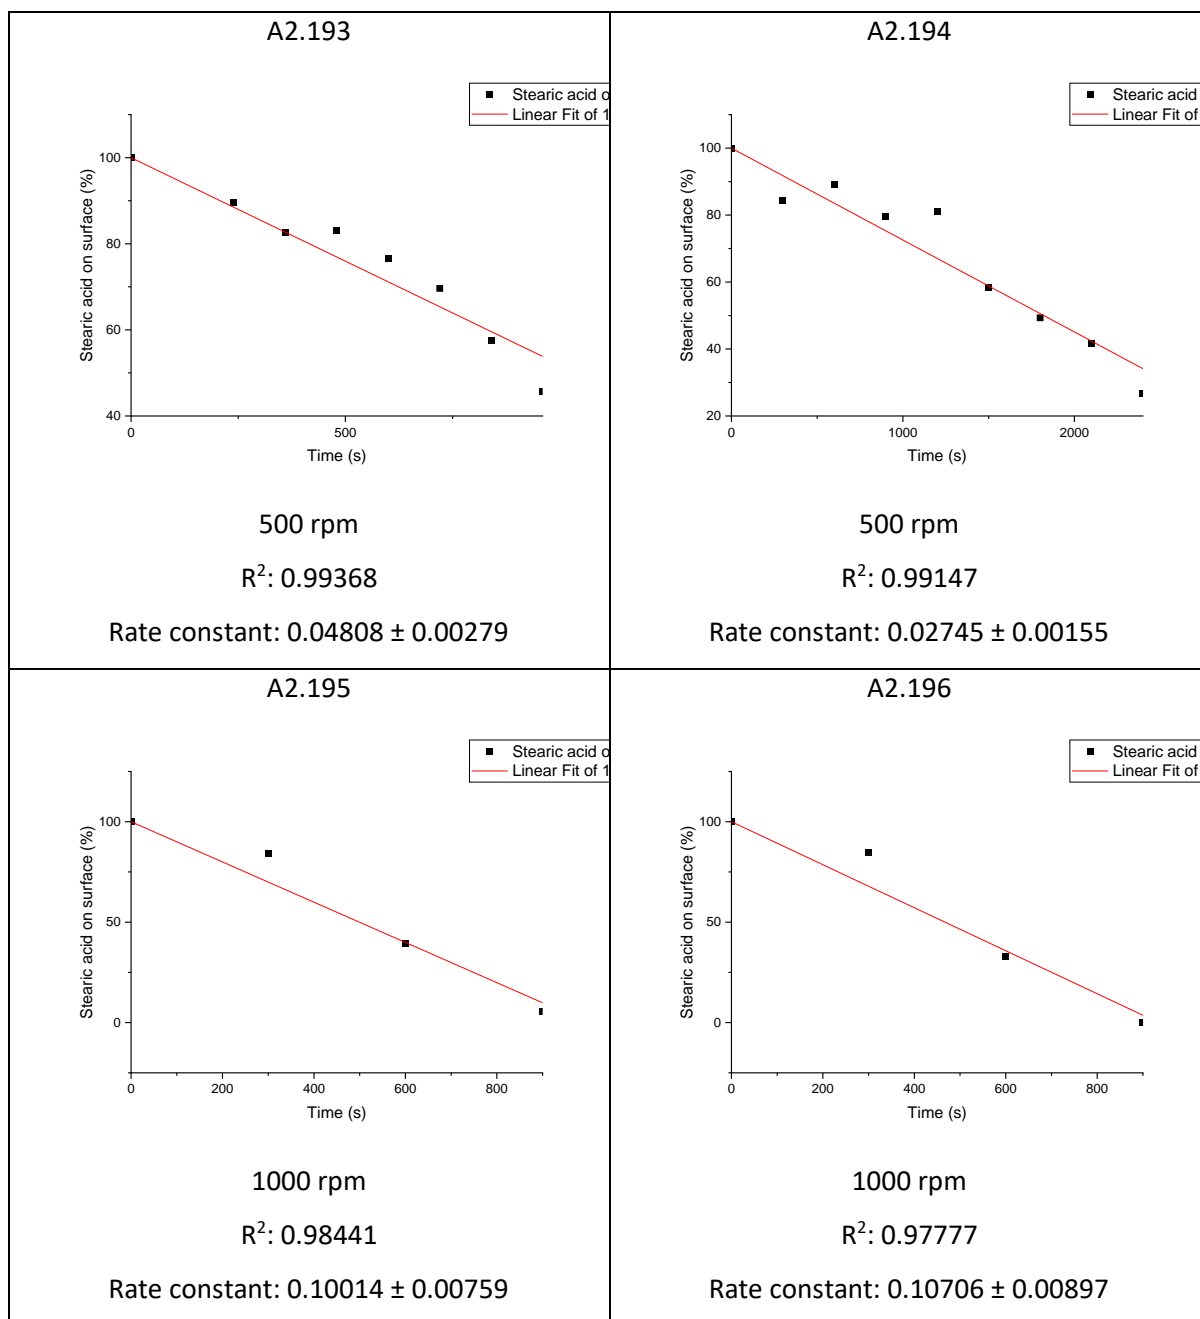 A2.193
Stearic acid o
Linear Fit of 1
Stearic acid on surface (%)
100
80
60
40
0
500
Time (s)
500 rpm
R²: 0.99368
Rate constant: 0.04808 ± 0.00279
A2.194
Stearic acid
Linear Fit of
Stearic acid on surface (%)
100
80
60
40
20
0
1000
2000
Time (s)
500 rpm
R²: 0.99147
Rate constant: 0.02745 ± 0.00155
A2.195
Stearic acid o
Linear Fit of 1
Stearic acid on surface (%)
100
50
0
0
200
400
600
800
Time (s)
1000 rpm
R²: 0.98441
Rate constant: 0.10014 ± 0.00759
A2.196
Stearic acid
Linear Fit of
Stearic acid on surface (%)
100
50
0
0
200
400
600
800
Time (s)
1000 rpm
R²: 0.97777
Rate constant: 0.10706 ± 0.00897